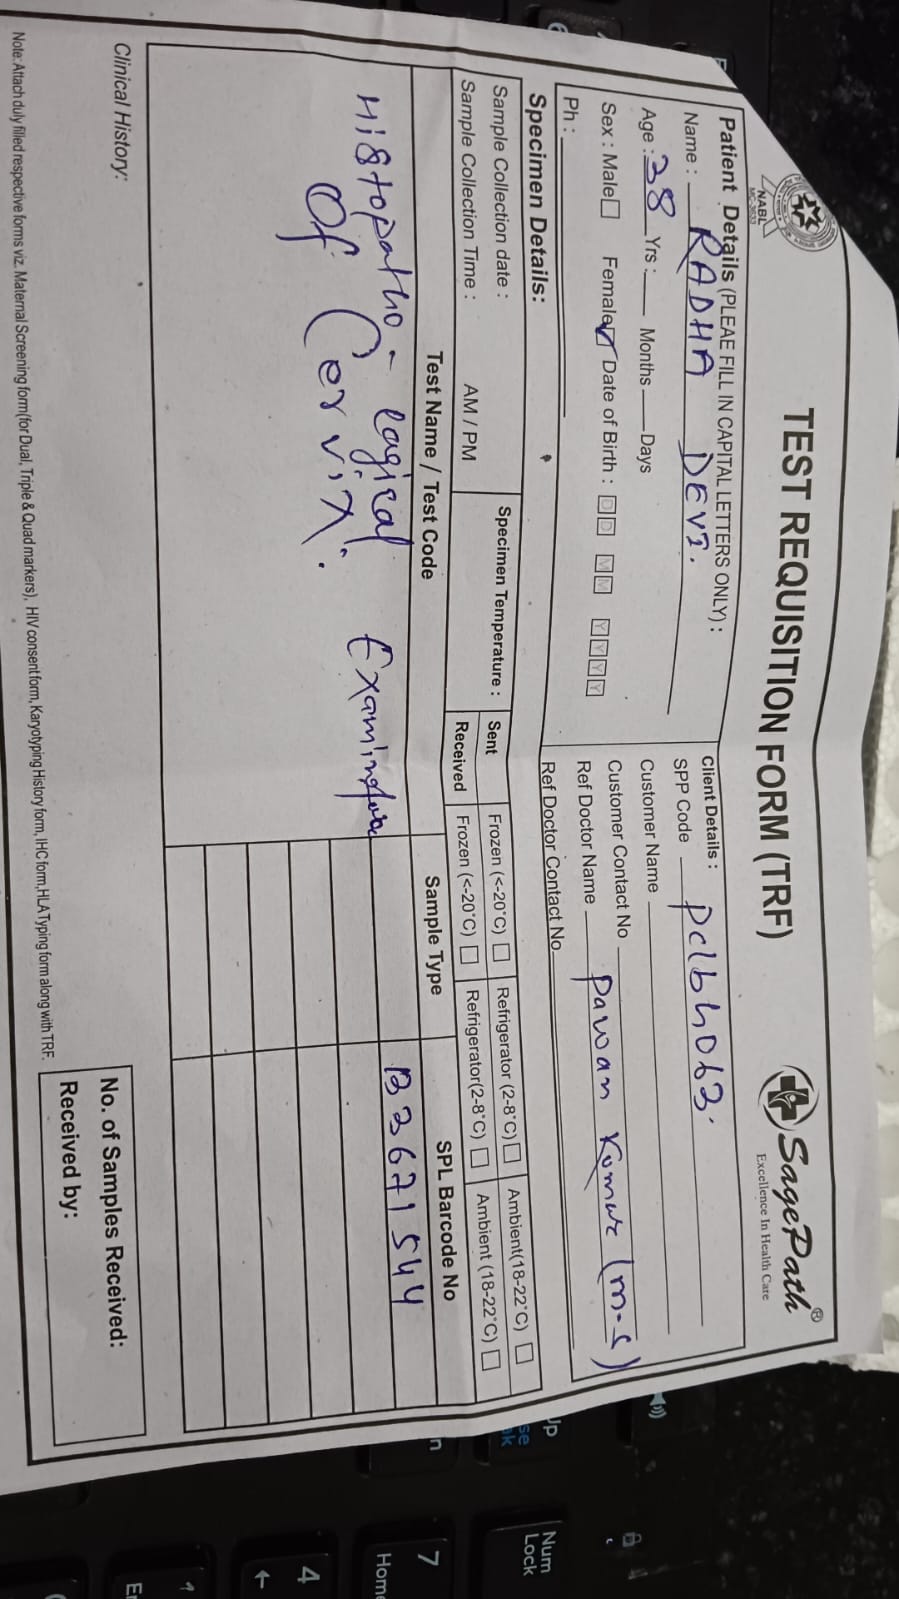 TEST REQUISITION FORM (TRF)
SagePath®
Excellence In Health Care
NABL
Patient Details (PLEAE FILL IN CAPITAL LETTERS ONLY) :
Name : RADHA DEVI.
Age : 38 Yrs : Months Days
Sex : Male Female Date of Birth : D D M M Y Y Y Y
Ph :
Client Details :
SPP Code pclbh063.
Customer Name
Customer Contact No
Ref Doctor Name Pawan Kumar (M.S)
Ref Doctor Contact No
Specimen Details:
Sample Collection date :
Sample Collection Time : AM / PM
Specimen Temperature :
Sent Frozen (<-20°C) Refrigerator (2-8°C) Ambient(18-22°C)
Received Frozen (<-20°C) Refrigerator(2-8°C) Ambient (18-22°C)
Test Name / Test Code Sample Type SPL Barcode No
Histopatho-logical Examination B3671544
Of Cervix.
Clinical History:
No. of Samples Received:
Received by:
Note:Attach duly filled respective forms viz. Maternal Screening form(for Dual, Triple & Quad markers), HIV consent form, Karyotyping History form, IHC form,HLA Typing form along with TRF.
Num
Lock
7
Home
4